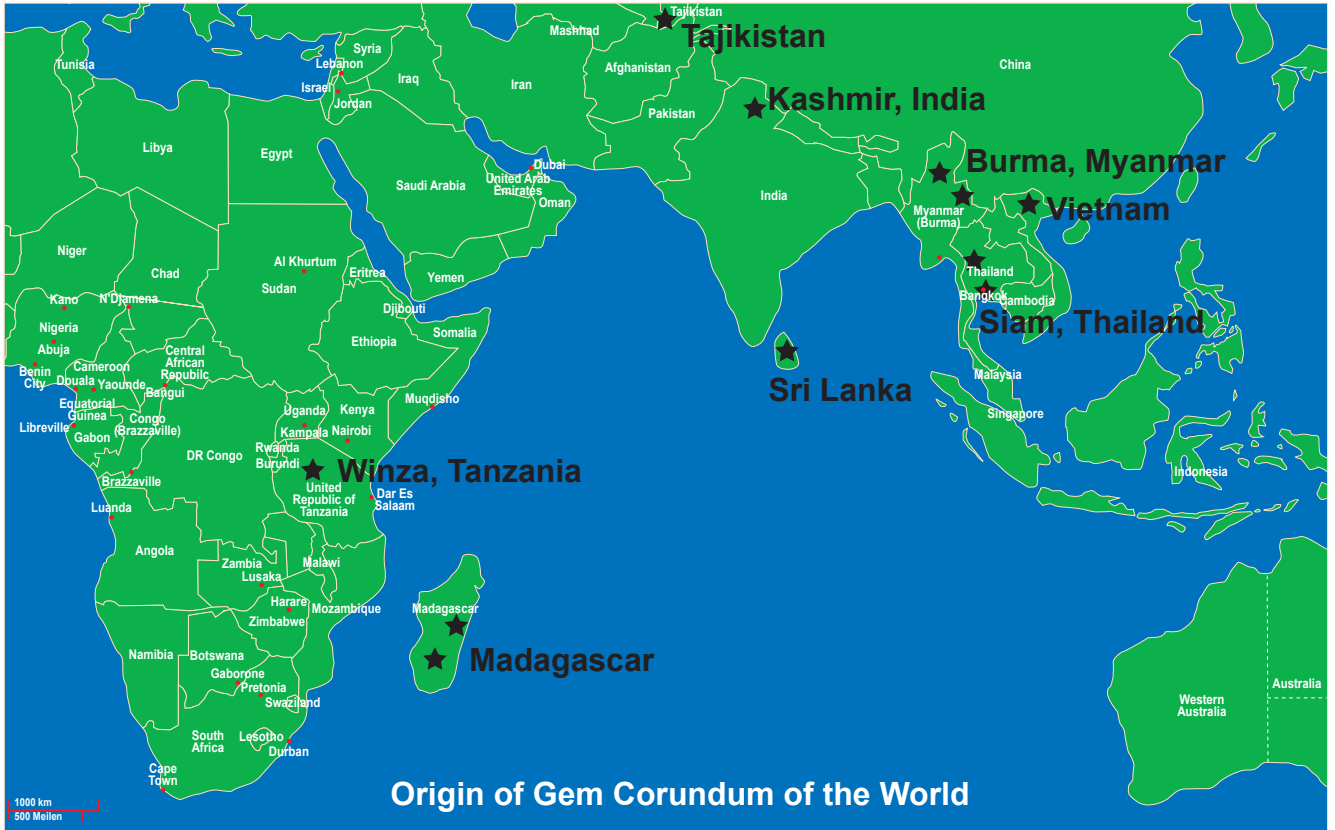 Tajikistan
Tajikistan
Mashhad
Tunisia
Syria
Lebanon
Afghanistan
China
Iraq
Iran
Israel
Jordan
Kashmir, India
Pakistan
Libya
Egypt
Burma, Myanmar
Dubai
United Arab
Emirates
Saudi Arabia
Oman
India
Myanmar
(Burma)
Vietnam
Niger
Chad
Al Khurtum
Sudan
Eritrea
Yemen
Thailand
Kano
N'Djamena
Bangkok
Cambodia
Djibouti
Nigeria
Abuja
Siam, Thailand
Somalia
Ethiopia
Central
African
Republic
Cameroon
Benin
City
Douala
Yaounde
Bangui
Malaysia
Sri Lanka
Equatorial
Guinea
Muqdisho
Uganda
Kenya
Singapore
Libreville
Congo
(Brazzaville)
Gabon
Kampala
Nairobi
Rwanda
DR Congo
Burundi
Winza, Tanzania
Indonesia
Brazzaville
United
Republic of
Tanzania
Dar Es
Salaam
Luanda
Angola
Zambia
Lusaka
Malawi
Harare
Zimbabwe
Mozambique
Madagascar
Namibia
Botswana
Madagascar
Gaborone
Pretonia
Swaziland
Australia
Western
Australia
South
Africa
Lesotho
Durban
Cape
Town
Origin of Gem Corundum of the World
1000 km
500 Meilen